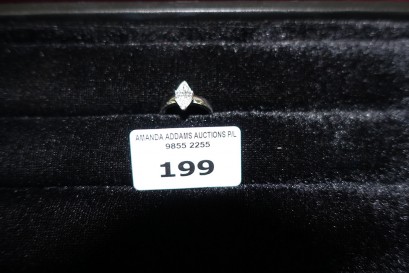 AMANDA ADDAMS AUCTIONS P/L
9855 2255
199